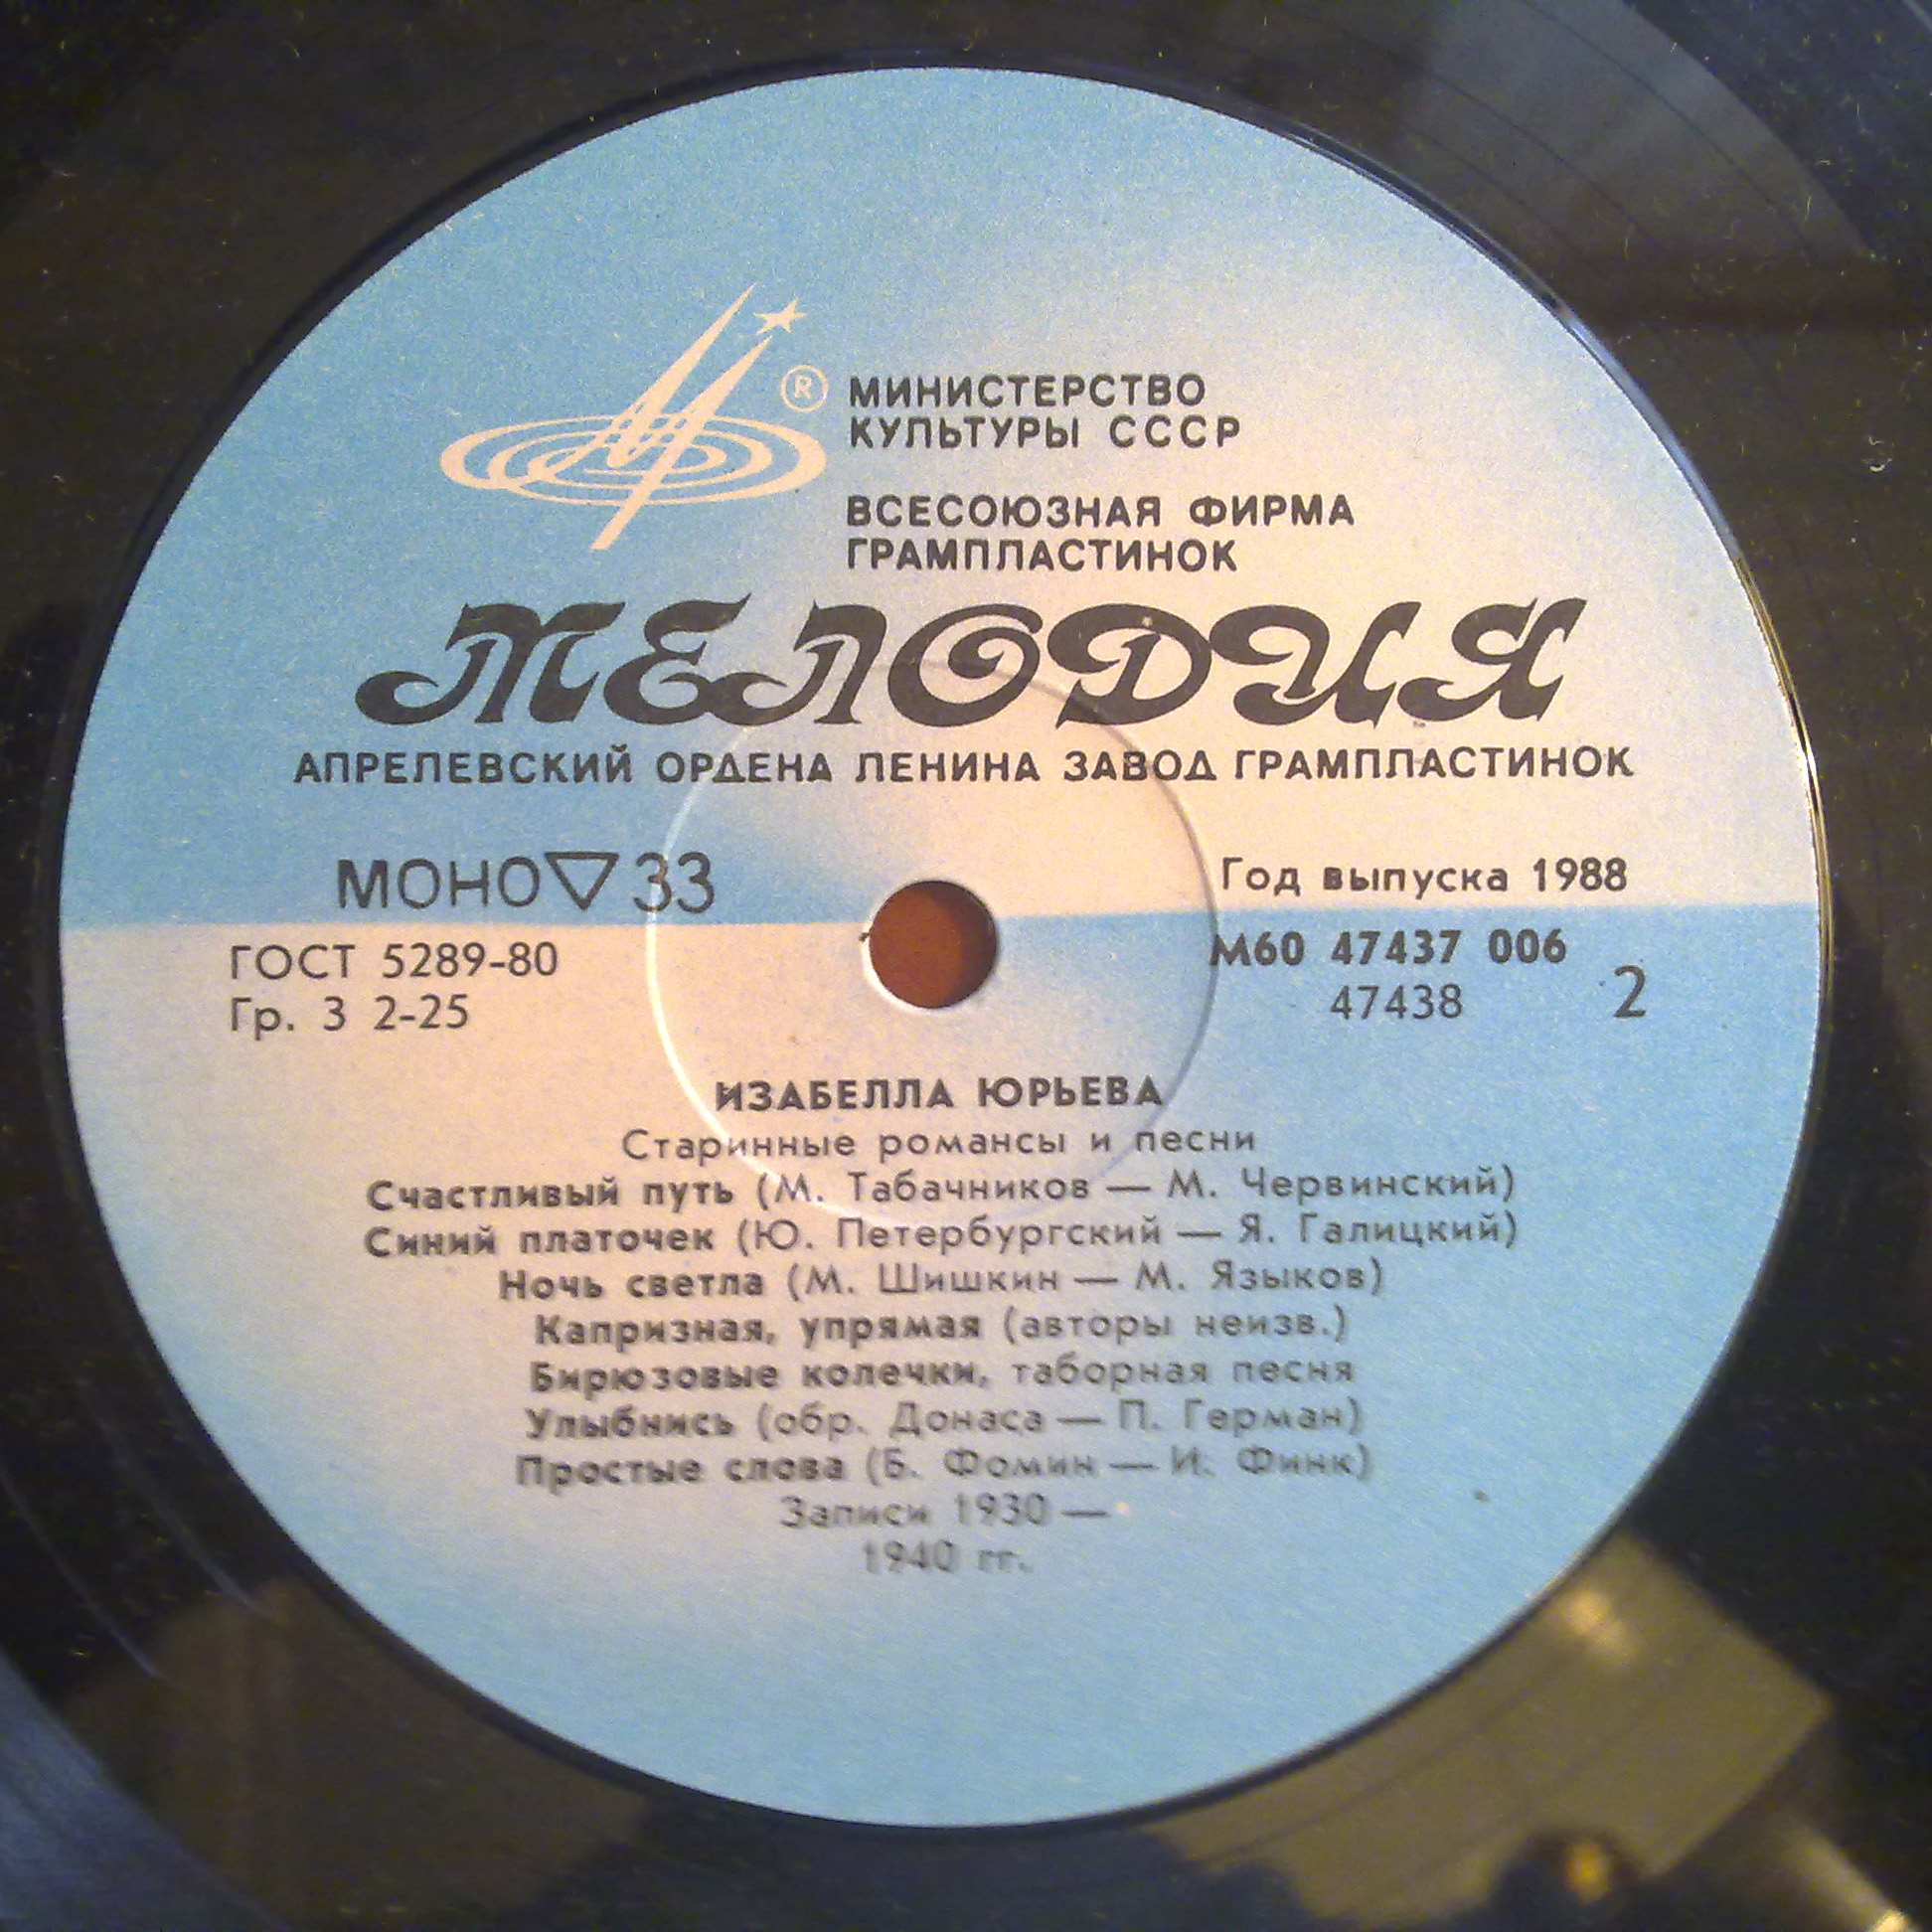 ®
МИНИСТЕРСТВО
КУЛЬТУРЫ СССР
ВСЕСОЮЗНАЯ ФИРМА
ГРАМПЛАСТИНОК
МЕЛОДИЯ
АПРЕЛЕВСКИЙ ОРДЕНА ЛЕНИНА ЗАВОД ГРАМПЛАСТИНОК
МОНО ▽ 33
Год выпуска 1988
ГОСТ 5289-80
М60 47437 006
Гр. 3 2-25
47438
2
ИЗАБЕЛЛА ЮРЬЕВА
Старинные романсы и песни
Счастливый путь (М. Табачников — М. Червинский)
Синий платочек (Ю. Петербургский — Я. Галицкий)
Ночь светла (М. Шишкин — М. Языков)
Капризная, упрямая (авторы неизв.)
Бирюзовые колечки, таборная песня
Улыбнись (обр. Донаса — П. Герман)
Простые слова (Б. Фомин — И. Финк)
Записи 1930 —
1940 гг.